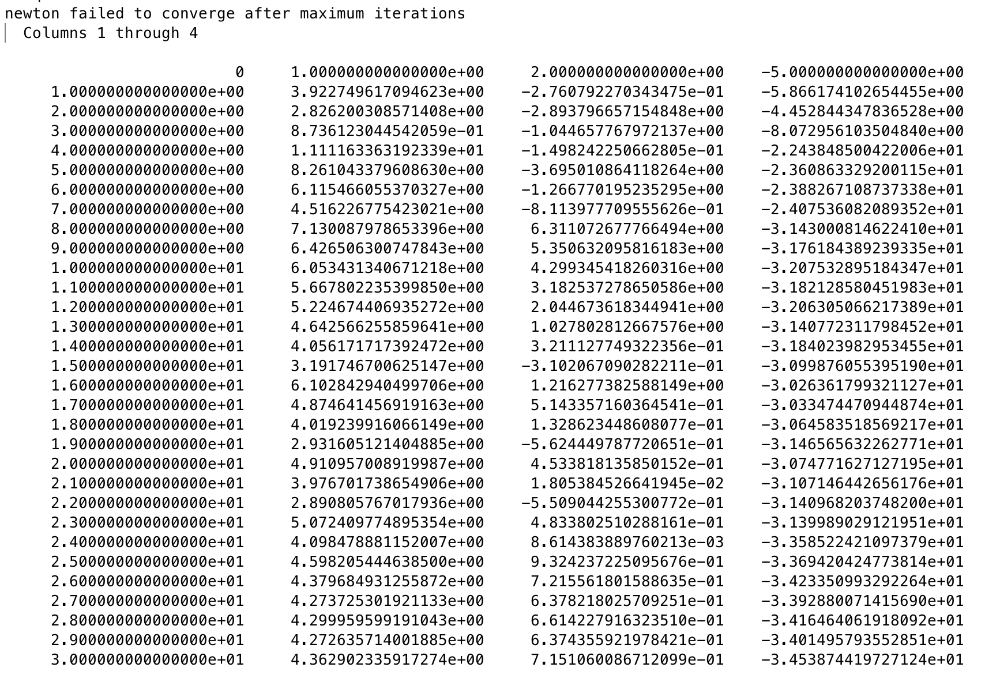 newton failed to converge after maximum iterations
Columns 1 through 4
0 1.000000000000000e+00 2.000000000000000e+00 -5.000000000000000e+00
1.000000000000000e+00 3.922749617094623e+00 -2.760792270343475e-01 -5.866174102654455e+00
2.000000000000000e+00 2.826200308571408e+00 -2.893796657154848e+00 -4.452844347836528e+00
3.000000000000000e+00 8.736123044542059e-01 -1.044657767972137e+00 -8.072956103504840e+00
4.000000000000000e+00 1.111163363192339e+01 -1.498242250662805e-01 -2.243848500422006e+01
5.000000000000000e+00 8.261043379608630e+00 -3.695010864118264e+00 -2.360863329200115e+01
6.000000000000000e+00 6.115466055370327e+00 -1.266770195235295e+00 -2.388267108737338e+01
7.000000000000000e+00 4.516226775423021e+00 -8.113977709555626e-01 -2.407536082089352e+01
8.000000000000000e+00 7.130087978653396e+00 6.311072677766494e+00 -3.143000814622410e+01
9.000000000000000e+00 6.426506300747843e+00 5.350632095816183e+00 -3.176184389239335e+01
1.000000000000000e+01 6.053431340671218e+00 4.299345418260316e+00 -3.207532895184347e+01
1.100000000000000e+01 5.667802235399850e+00 3.182537278650586e+00 -3.182128580451983e+01
1.200000000000000e+01 5.224674406935272e+00 2.044673618344941e+00 -3.206305066217389e+01
1.300000000000000e+01 4.642566255859641e+00 1.027802812667576e+00 -3.140772311798452e+01
1.400000000000000e+01 4.056171717392472e+00 3.211127749322356e-01 -3.184023982953455e+01
1.500000000000000e+01 3.191746700625147e+00 -3.102067090282211e-01 -3.099876055395190e+01
1.600000000000000e+01 6.102842940499706e+00 1.216277382588149e+00 -3.026361799321127e+01
1.700000000000000e+01 4.874641456919163e+00 5.143357160364541e-01 -3.033474470944874e+01
1.800000000000000e+01 4.019239916066149e+00 1.328623448608077e-01 -3.064583518569217e+01
1.900000000000000e+01 2.931605121404885e+00 -5.624449787720651e-01 -3.146565632262771e+01
2.000000000000000e+01 4.910957008919987e+00 4.533818135850152e-01 -3.074771627127195e+01
2.100000000000000e+01 3.976701738654906e+00 1.805384526641945e-02 -3.107146442656176e+01
2.200000000000000e+01 2.890805767017936e+00 -5.509044255300772e-01 -3.140968203748200e+01
2.300000000000000e+01 5.072409774895354e+00 4.833802510288161e-01 -3.139989029121951e+01
2.400000000000000e+01 4.098478881152007e+00 8.614383889760213e-03 -3.358522421097379e+01
2.500000000000000e+01 4.598205444638500e+00 9.324237225095676e-01 -3.369420424773814e+01
2.600000000000000e+01 4.379684931255872e+00 7.215561801588635e-01 -3.423350993292264e+01
2.700000000000000e+01 4.273725301921133e+00 6.378218025709251e-01 -3.392880071415690e+01
2.800000000000000e+01 4.299959599191043e+00 6.614227916323510e-01 -3.416464061918092e+01
2.900000000000000e+01 4.272635714001885e+00 6.374355921978421e-01 -3.401495793552851e+01
3.000000000000000e+01 4.362902335917274e+00 7.151060086712099e-01 -3.453874419727124e+01